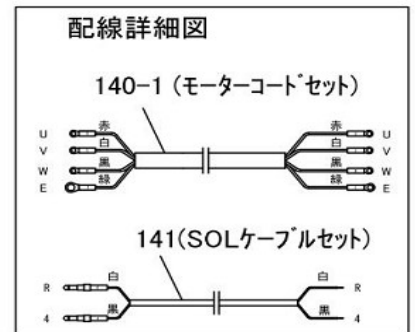 配線詳細図
140-1 (モーターコードセット)
U 赤 赤 U
V 白 白 V
W 黒 黒 W
E 緑 緑 E
141(SOLケーブルセット)
R 白 白 R
4 黒 黒 4